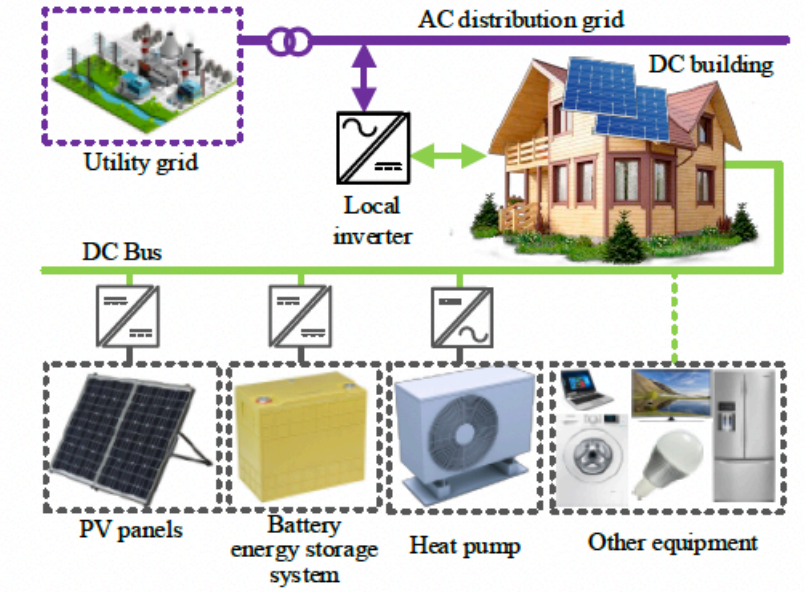 AC distribution grid
DC building
Utility grid
Local
inverter
DC Bus
PV panels
Battery
energy storage
system
Heat pump
Other equipment